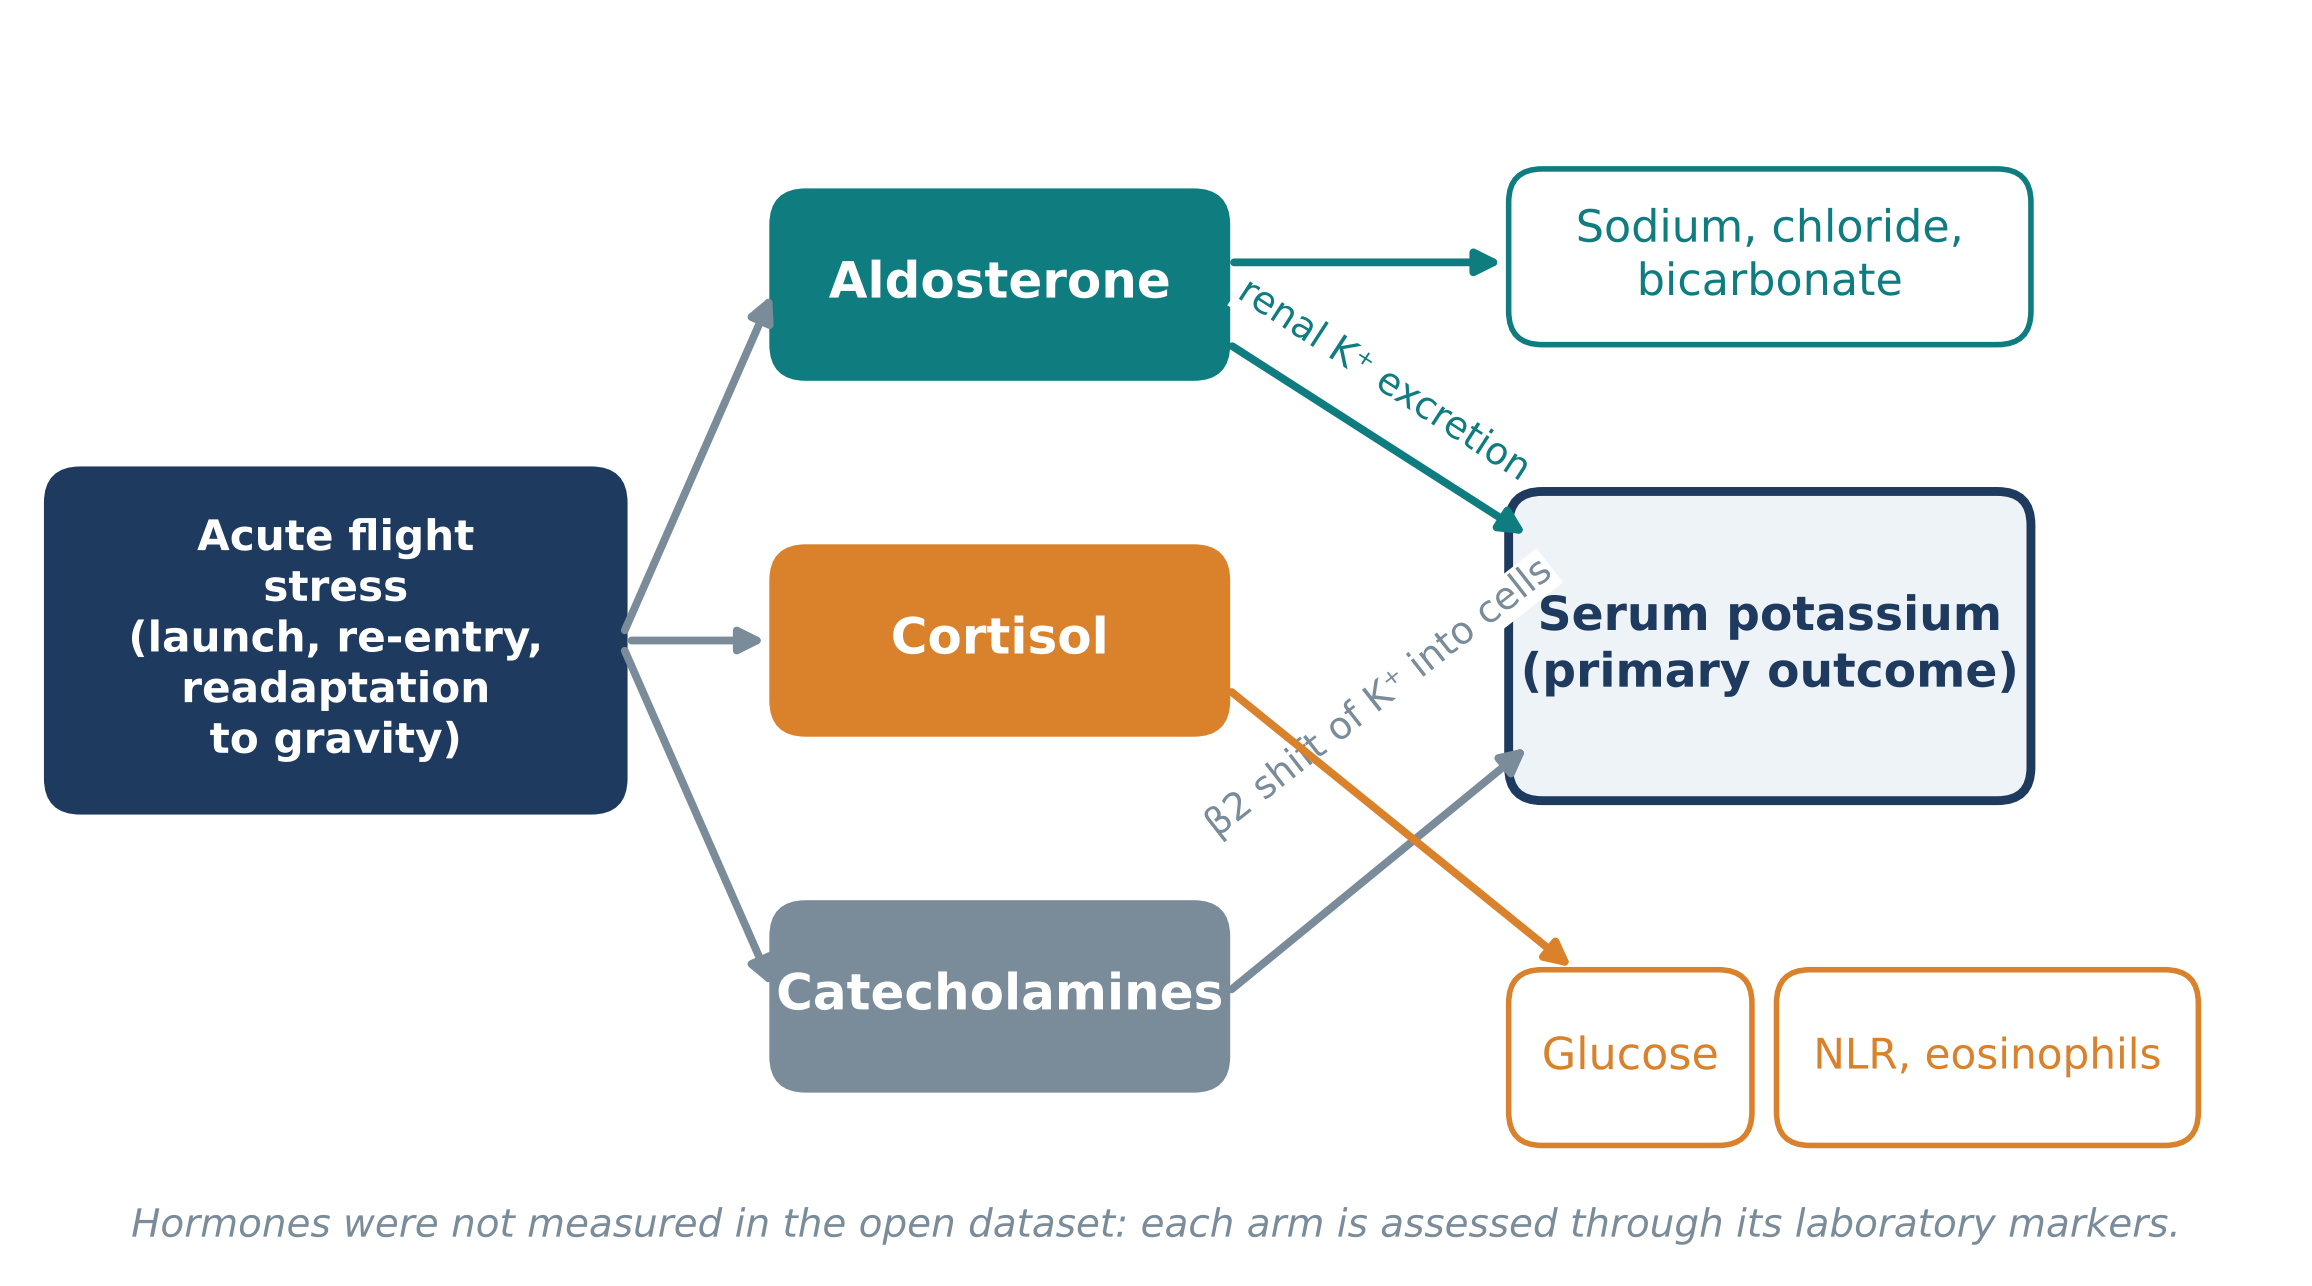 Acute flight
stress
(launch, re-entry,
readaptation
to gravity)
Aldosterone
Cortisol
Catecholamines
renal K⁺ excretion
β2 shift of K⁺ into cells
Sodium, chloride,
bicarbonate
Serum potassium
(primary outcome)
Glucose
NLR, eosinophils
Hormones were not measured in the open dataset: each arm is assessed through its laboratory markers.